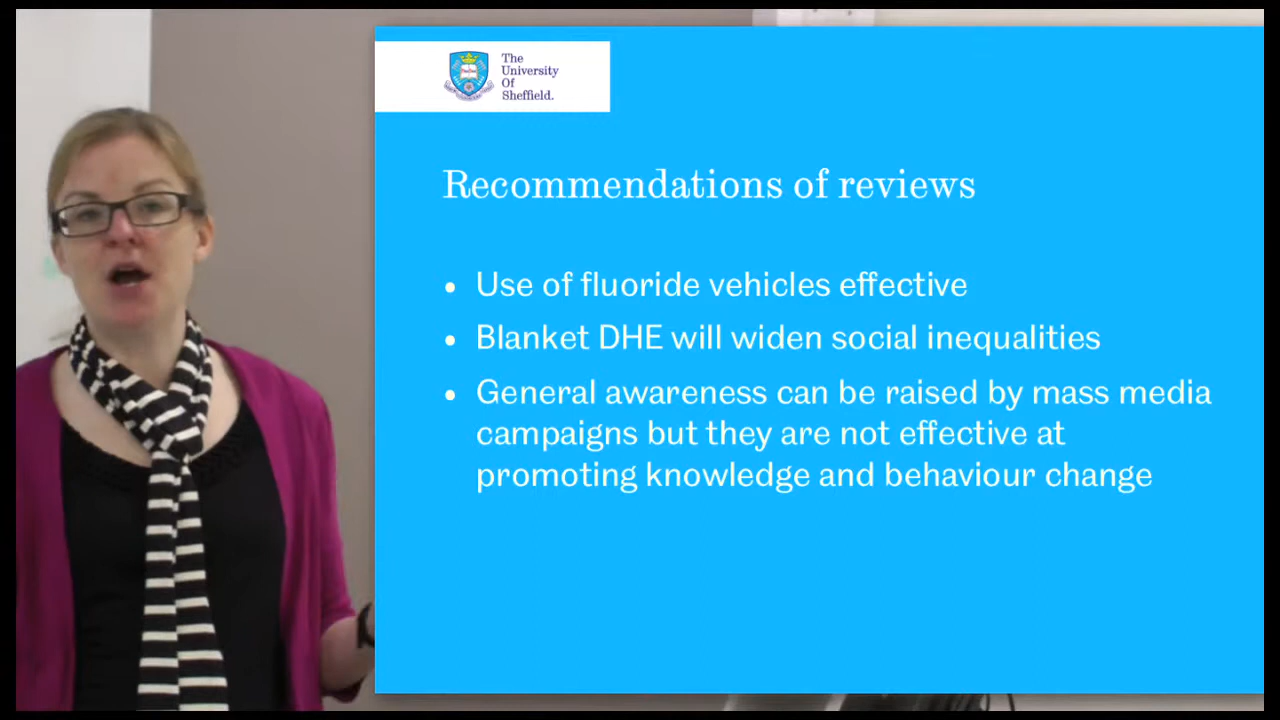 The
University
Of
Sheffield.
Recommendations of reviews
• Use of fluoride vehicles effective
• Blanket DHE will widen social inequalities
• General awareness can be raised by mass media
campaigns but they are not effective at
promoting knowledge and behaviour change